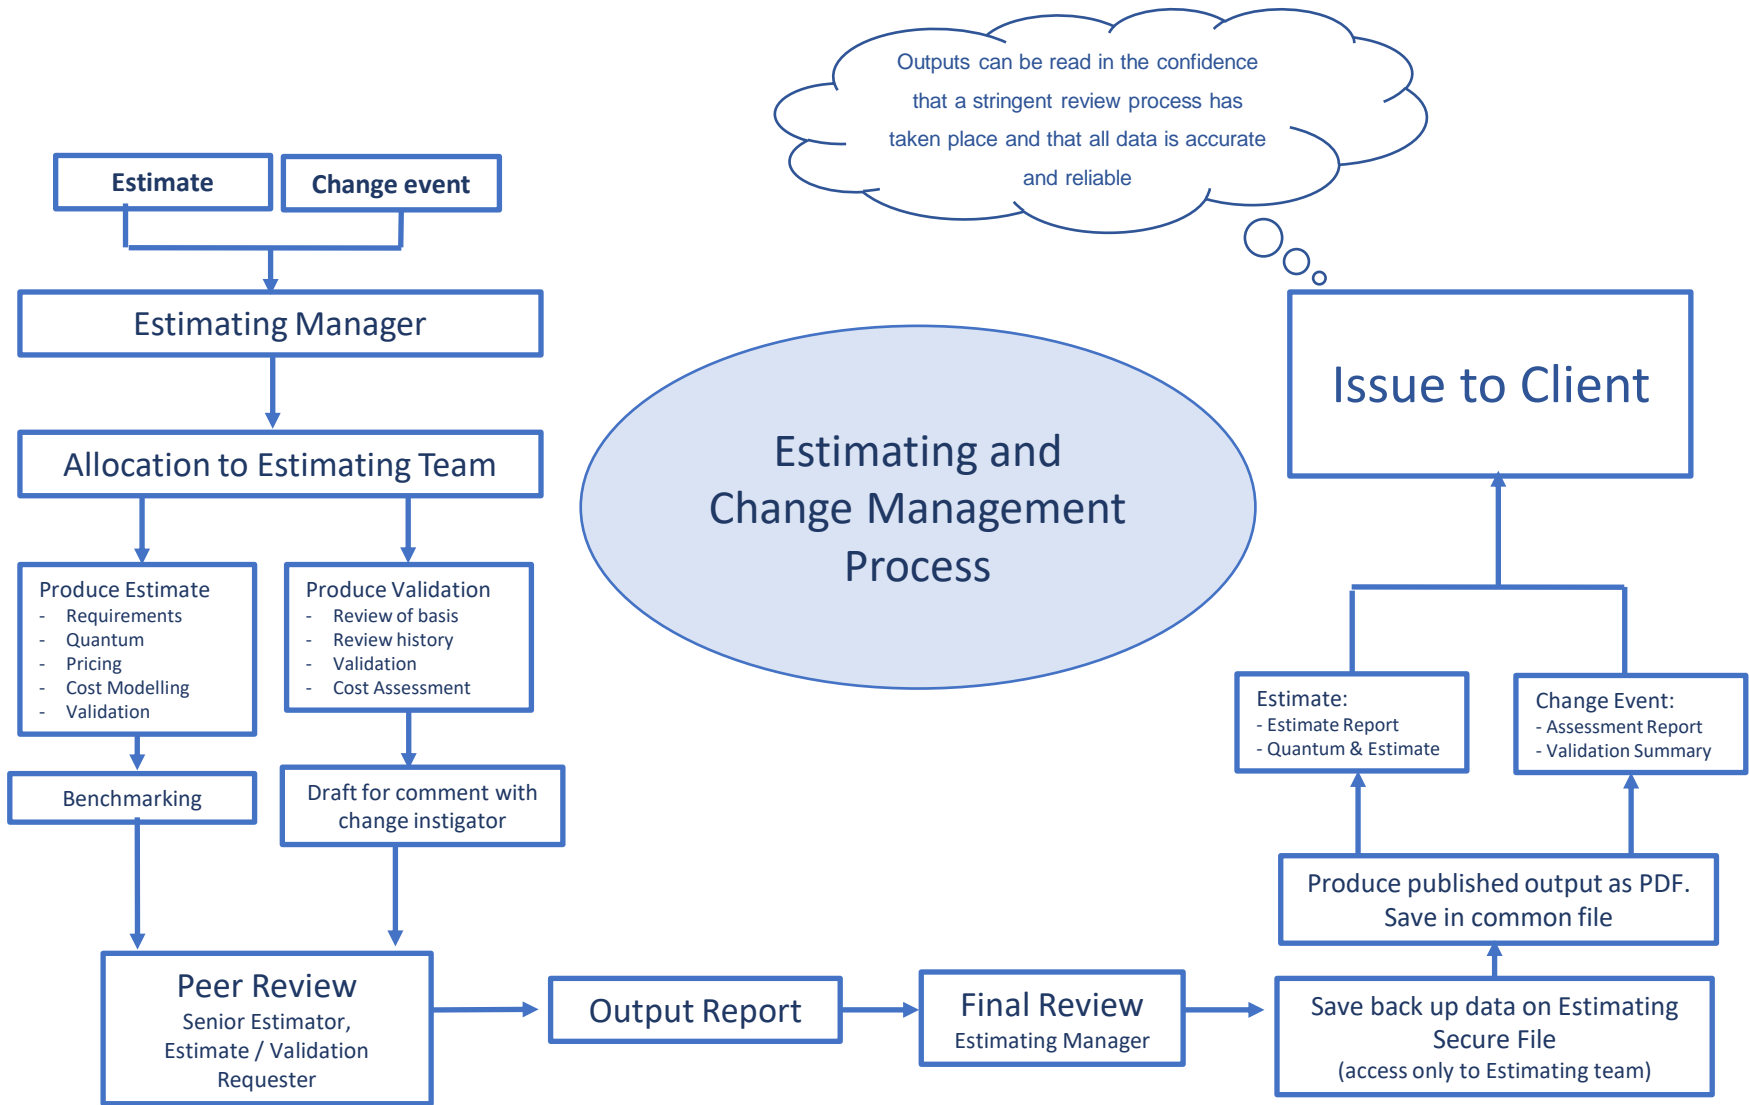 Outputs can be read in the confidence
that a stringent review process has
taken place and that all data is accurate
and reliable
Estimate
Change event
Estimating Manager
Allocation to Estimating Team
Produce Estimate
- Requirements
- Quantum
- Pricing
- Cost Modelling
- Validation
Produce Validation
- Review of basis
- Review history
- Validation
- Cost Assessment
Benchmarking
Draft for comment with
change instigator
Peer Review
Senior Estimator,
Estimate / Validation
Requester
Output Report
Final Review
Estimating Manager
Save back up data on Estimating
Secure File
(access only to Estimating team)
Produce published output as PDF.
Save in common file
Estimate:
- Estimate Report
- Quantum & Estimate
Change Event:
- Assessment Report
- Validation Summary
Issue to Client
Estimating and
Change Management
Process